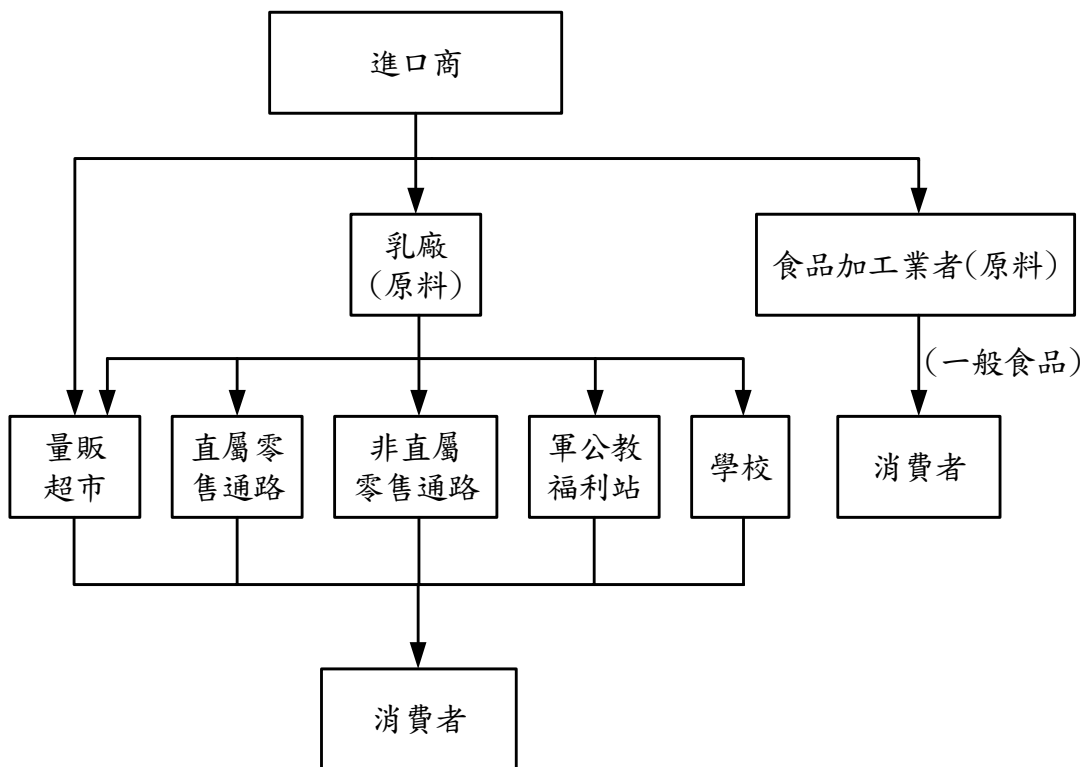 進口商
乳廠
(原料)
食品加工業者(原料)
(一般食品)
量販
超市
直屬零
售通路
非直屬
零售通路
軍公教
福利站
學校
消費者
消費者